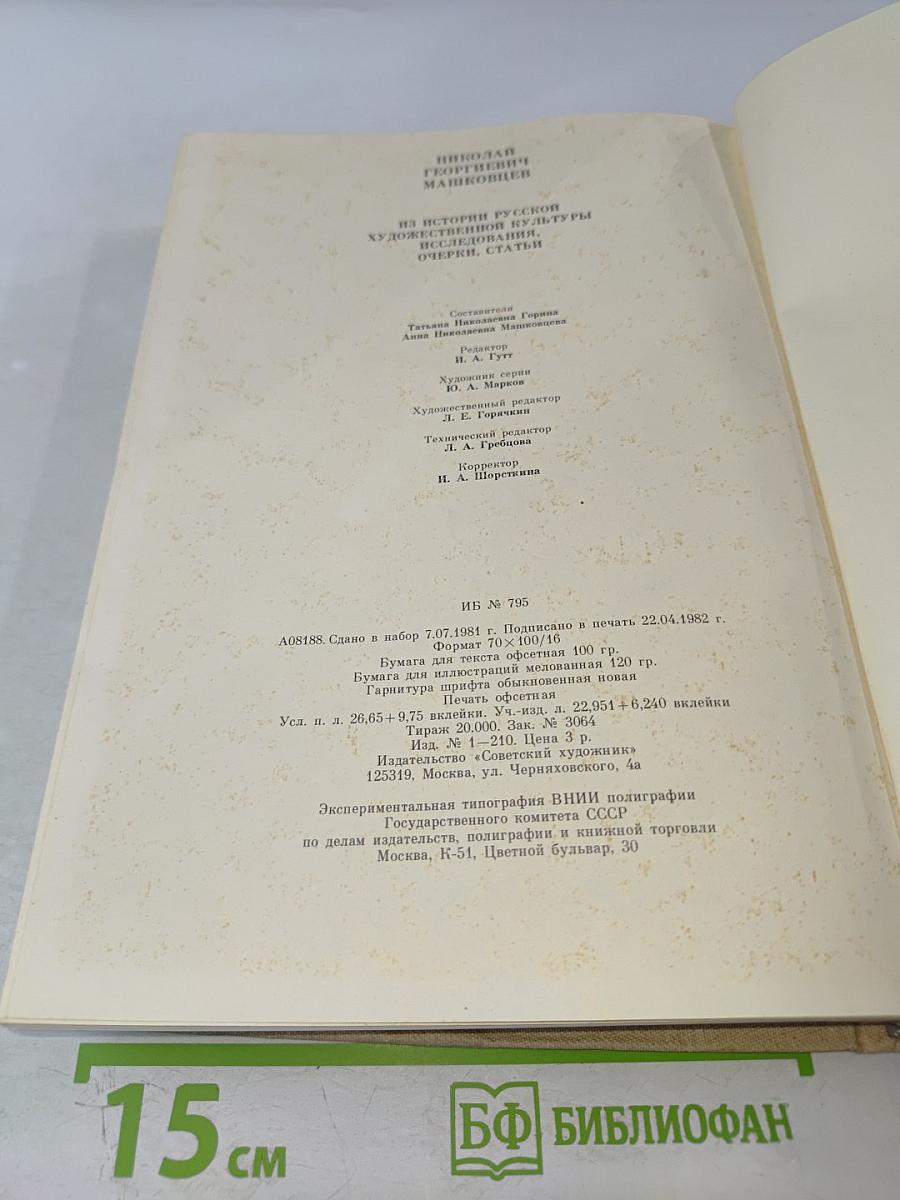 НИКОЛАЙ
ГЕОРГИЕВИЧ
МАШКОВЦЕВ
ИЗ ИСТОРИИ РУССКОЙ
ХУДОЖЕСТВЕННОЙ КУЛЬТУРЫ
ИССЛЕДОВАНИЯ,
ОЧЕРКИ, СТАТЬИ
Составители
Татьяна Николаевна Горина
Анна Николаевна Машковцева
Редактор
И. А. Гутт
Художник серии
Ю. А. Марков
Художественный редактор
Л. Е. Горячкин
Технический редактор
Л. А. Гребцова
Корректор
И. А. Шорсткина
ИБ № 795
А08188. Сдано в набор 7.07.1981 г. Подписано в печать 22.04.1982 г.
Формат 70×100/16
Бумага для текста офсетная 100 гр.
Бумага для иллюстраций мелованная 120 гр.
Гарнитура шрифта обыкновенная новая
Печать офсетная
Усл. п. л. 26,65+9,75 вклейки. Уч.-изд. л. 22,951+6,240 вклейки
Тираж 20.000. Зак. № 3064
Изд. № 1—210. Цена 3 р.
Издательство «Советский художник»
125319, Москва, ул. Черняховского, 4а
Экспериментальная типография ВНИИ полиграфии
Государственного комитета СССР
по делам издательств, полиграфии и книжной торговли
Москва, К-51, Цветной бульвар, 30
15 см
БФ БИБЛИОФАН